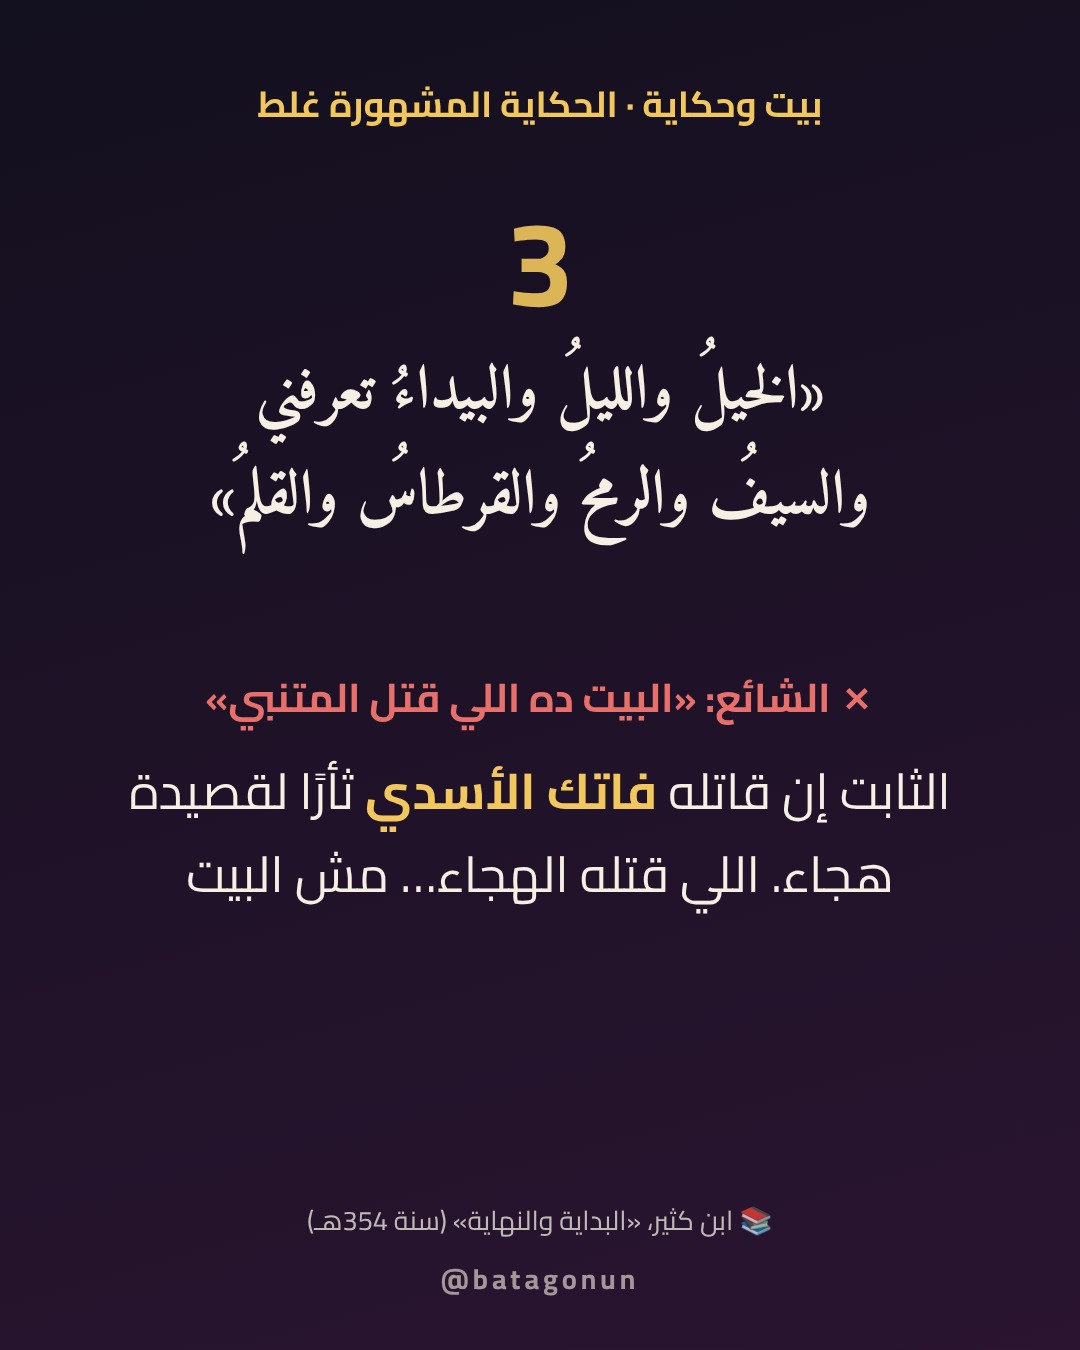 بيت وحكاية · الحكاية المشهورة غلط
3
«الخيلُ والليلُ والبيداءُ تعرفني
والسيفُ والرمحُ والقرطاسُ والقلمُ»
× الشائع: «البيت ده اللي قتل المتنبي»
الثابت إن قاتله فاتك الأسدي ثأرًا لقصيدة
هجاء. اللي قتله الهجاء... مش البيت
📚 ابن كثير، «البداية والنهاية» (سنة 354هـ)
@batagonun